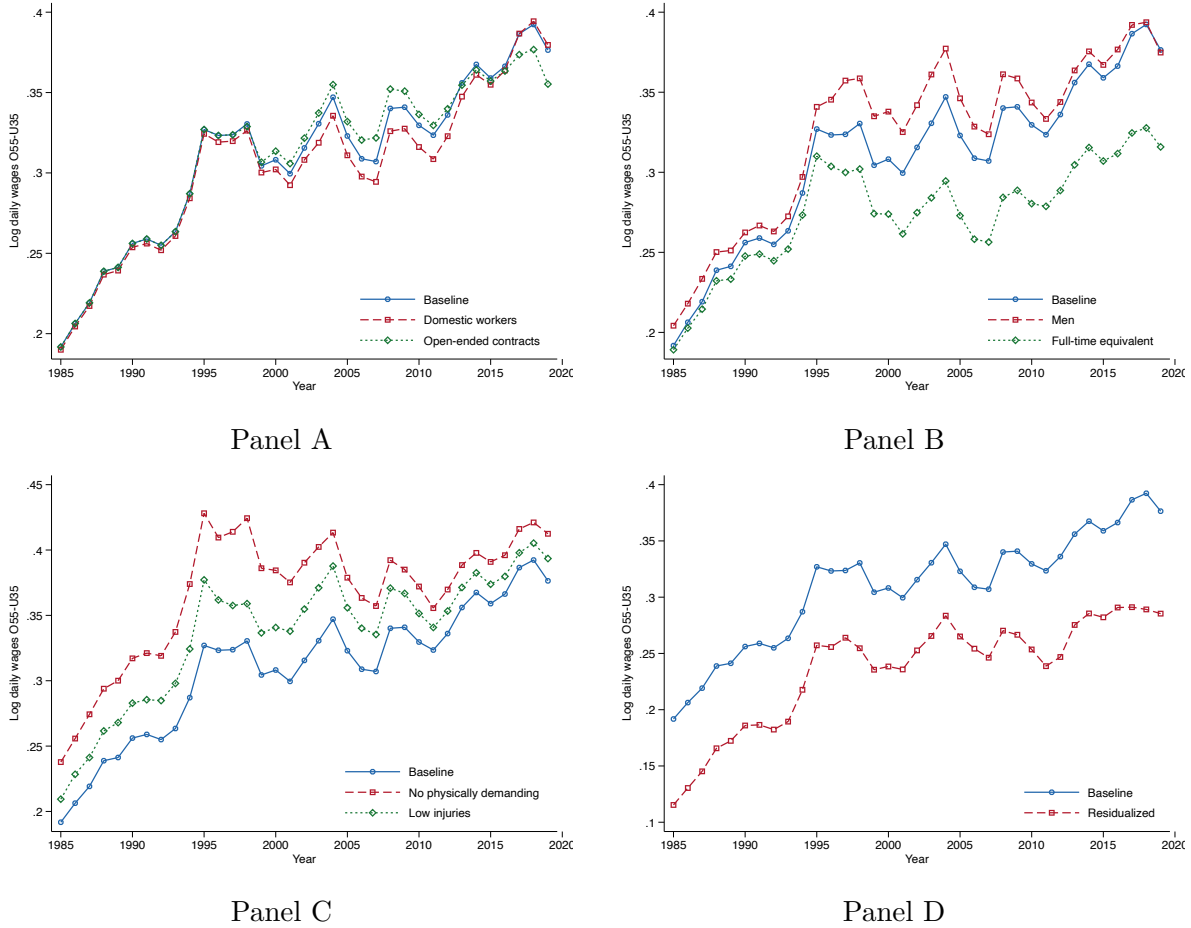 .4
.35
.3
.25
.2
Log daily wages O55-U35
Baseline
Domestic workers
Open-ended contracts
1985 1990 1995 2000 2005 2010 2015 2020
Year
Panel A
.4
.35
.3
.25
.2
Log daily wages O55-U35
Baseline
Men
Full-time equivalent
1985 1990 1995 2000 2005 2010 2015 2020
Year
Panel B
.45
.4
.35
.3
.25
.2
Log daily wages O55-U35
Baseline
No physically demanding
Low injuries
1985 1990 1995 2000 2005 2010 2015 2020
Year
Panel C
.4
.35
.3
.25
.2
.15
.1
Log daily wages O55-U35
Baseline
Residualized
1985 1990 1995 2000 2005 2010 2015 2020
Year
Panel D